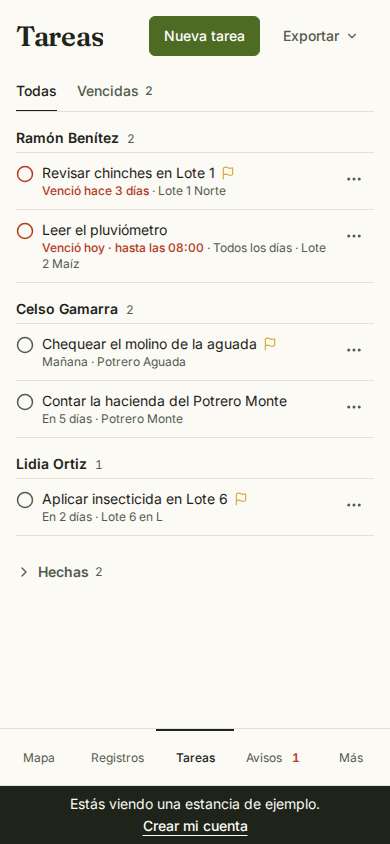 Tareas
Nueva tarea
Exportar
Todas
Vencidas 2
Ramón Benítez 2
Revisar chinches en Lote 1
Venció hace 3 días · Lote 1 Norte
Leer el pluviómetro
Venció hoy · hasta las 08:00 · Todos los días · Lote
2 Maíz
Celso Gamarra 2
Chequear el molino de la aguada
Mañana · Potrero Aguada
Contar la hacienda del Potrero Monte
En 5 días · Potrero Monte
Lidia Ortiz 1
Aplicar insecticida en Lote 6
En 2 días · Lote 6 en L
Hechas 2
Mapa
Registros
Tareas
Avisos 1
Más
Estás viendo una estancia de ejemplo.
Crear mi cuenta